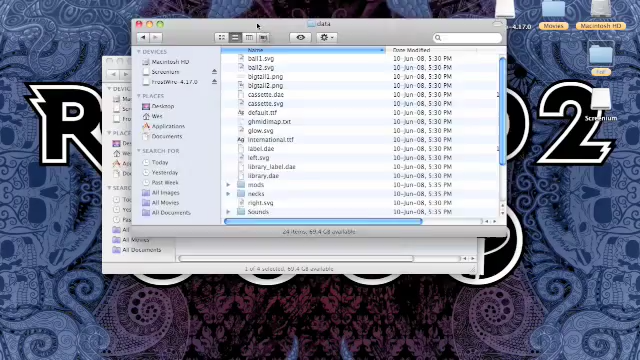 data
Name
Date Modified
DEVICES
Macintosh HD
Screenium
FrostWire-4.17.0
PLACES
Desktop
Wes
Applications
Documents
SEARCH FOR
Today
Yesterday
Past Week
All Images
All Movies
All Documents
ball1.svg 10-Jun-08, 5:30 PM
ball2.svg 10-Jun-08, 5:30 PM
bigtail1.png 10-Jun-08, 5:30 PM
bigtail2.png 10-Jun-08, 5:30 PM
cassette.dae 10-Jun-08, 5:30 PM
cassette.svg 10-Jun-08, 5:30 PM
default.ttf 10-Jun-08, 5:30 PM
ghmidimap.txt 10-Jun-08, 5:30 PM
glow.svg 10-Jun-08, 5:30 PM
international.ttf 10-Jun-08, 5:30 PM
label.dae 10-Jun-08, 5:30 PM
left.svg 10-Jun-08, 5:30 PM
library_label.dae 10-Jun-08, 5:30 PM
library.dae 10-Jun-08, 5:30 PM
mods 10-Jun-08, 5:35 PM
necks 10-Jun-08, 5:35 PM
right.svg 10-Jun-08, 5:30 PM
Sounds 10-Jun-08, 5:35 PM
24 items, 69.4 GB available
All Movies
All Documents
1 of 4 selected, 69.4 GB available
-4.17.0
Movies
Macintosh HD
Screenium